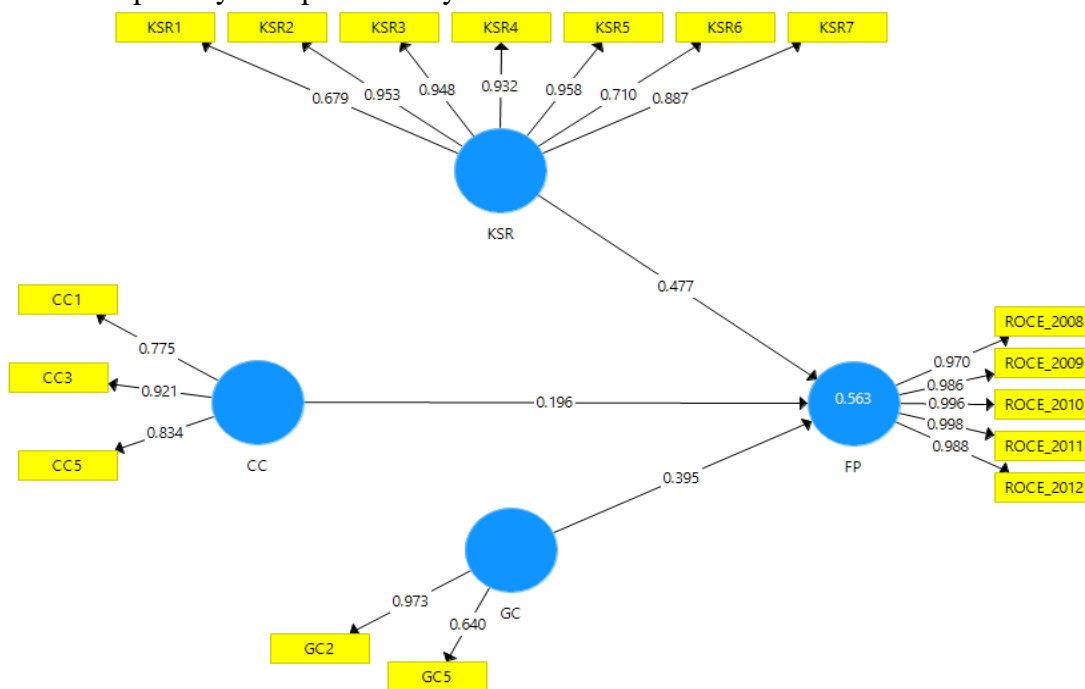 KSR1 KSR2 KSR3 KSR4 KSR5 KSR6 KSR7
0.679 0.953 0.948 0.932 0.958 0.710 0.887
KSR
0.477
CC1
CC3
CC5
0.775
0.921
0.834
CC
0.196
ROCE_2008
ROCE_2009
ROCE_2010
ROCE_2011
ROCE_2012
0.970
0.986
0.996
0.998
0.988
0.563
FP
0.395
GC
0.973
0.640
GC2
GC5